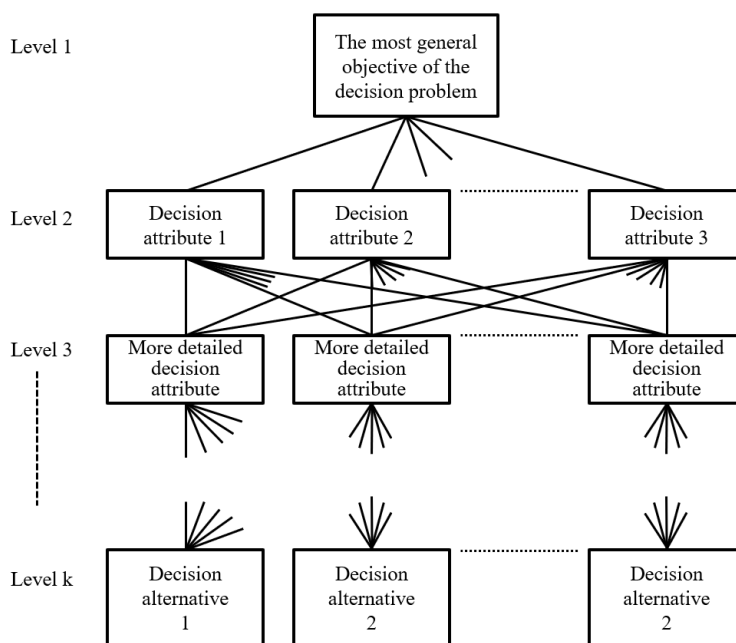 Level 1
The most general
objective of the
decision problem
Level 2
Decision
attribute 1
Decision
attribute 2
Decision
attribute 3
Level 3
More detailed
decision
attribute
More detailed
decision
attribute
More detailed
decision
attribute
Level k
Decision
alternative
1
Decision
alternative
2
Decision
alternative
2